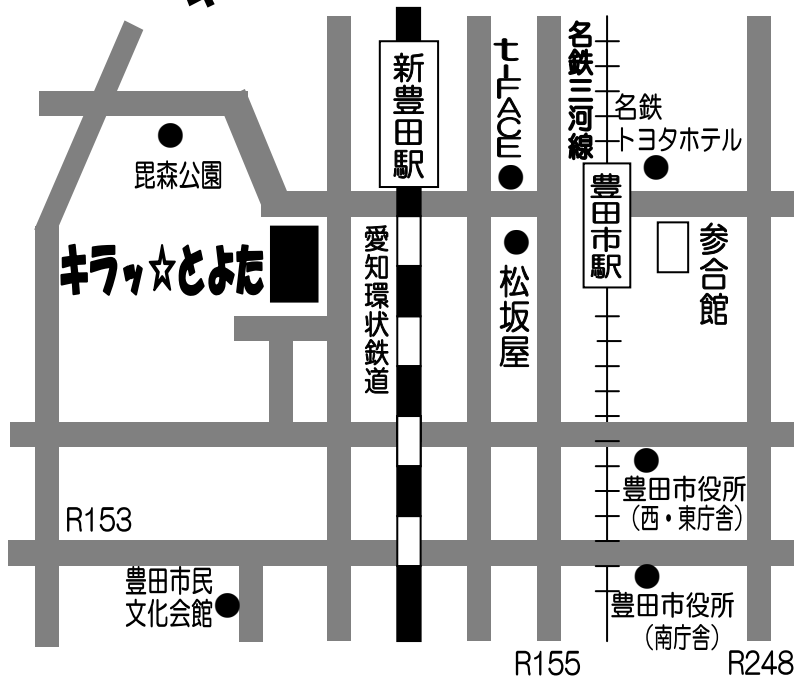 新豊田駅
t-FACE
名鉄三河線
名鉄
トヨタホテル
毘森公園
豊田市駅
参合館
キラッ☆とよた
愛知環状鉄道
松坂屋
豊田市役所
（西・東庁舎）
R153
豊田市民
文化会館
豊田市役所
（南庁舎）
R155
R248